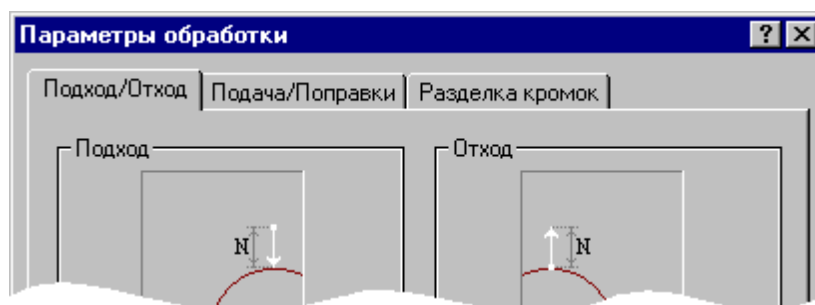 Параметры обработки
Подход/Отход Подача/Поправки Разделка кромок
Подход Отход
N N